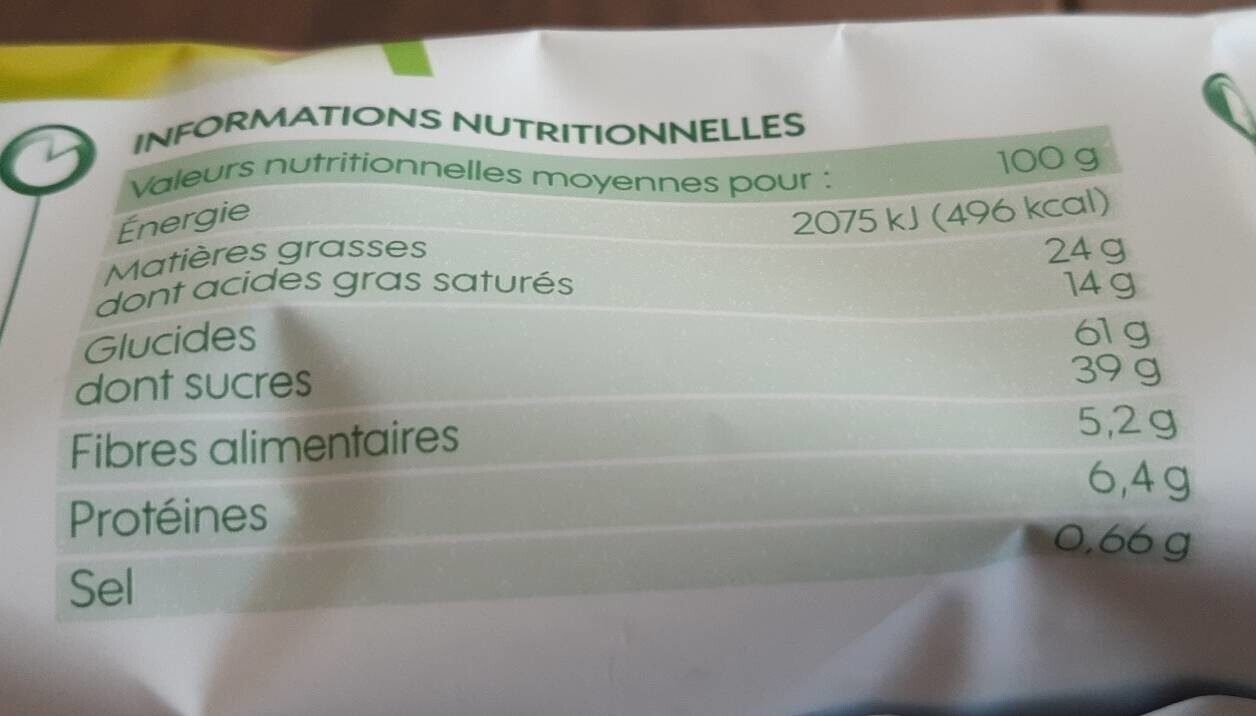 INFORMATIONS NUTRITIONNELLES
Valeurs nutritionnelles moyennes pour : 100 g
Énergie 2075 kJ (496 kcal)
Matières grasses 24 g
dont acides gras saturés 14 g
Glucides 61 g
dont sucres 39 g
Fibres alimentaires 5,2 g
Protéines 6,4 g
Sel 0,66 g